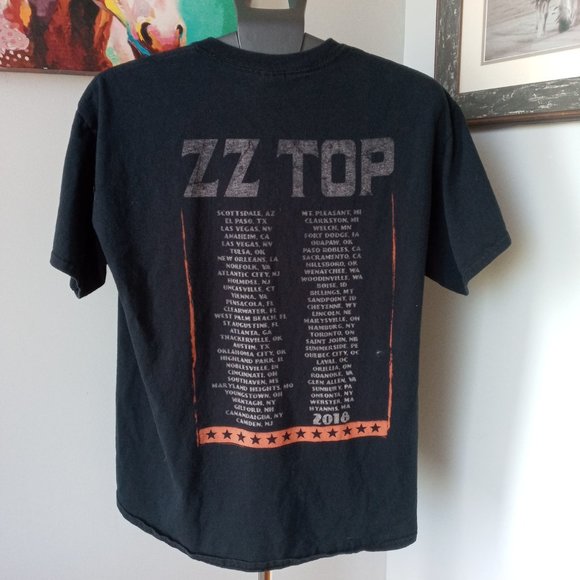 ZZ TOP
SCOTTSDALE, AZ
EL PASO, TX
LAS VEGAS, NV
ANAHEIM, CA
LAS VEGAS, NV
TULSA, OK
NEW ORLEANS, LA
NORFOLK, VA
ATLANTIC CITY, NJ
HOLMDEL, NJ
UNCASVILLE, CT
VIENNA, VA
PENSACOLA, FL
CLEARWATER, FL
WEST PALM BEACH, FL
ST. AUGUSTINE, FL
ATLANTA, GA
THACKERVILLE, OK
AUSTIN, TX
OKLAHOMA CITY, OK
HIGHLAND PARK, IL
NOBLESVILLE, IN
CINCINNATI, OH
SOUTHAVEN, MS
MARYLAND HEIGHTS, MO
YOUNGSTOWN, OH
WANTAGH, NY
GILFORD, NH
CANANDAIGUA, NY
CAMDEN, NJ
MT. PLEASANT, MI
CLARKSTON, MI
WELCH, MN
FORT DODGE, IA
QUAPAW, OK
PASO ROBLES, CA
SACRAMENTO, CA
HILLSBORO, OR
WENATCHEE, WA
WOODINVILLE, WA
BOISE, ID
BILLINGS, MT
SANDPOINT, ID
CHEYENNE, WY
LINCOLN, NE
MARYSVILLE, OH
HAMBURG, NY
TORONTO, ON
SAINT JOHN, NB
SUMMERSIDE, PE
QUEBEC CITY, QC
LAVAL, QC
ORILLIA, ON
ROANOKE, VA
GLEN ALLEN, VA
SUNBURY, PA
ONEONTA, NY
WEBSTER, MA
HYANNIS, MA
2018